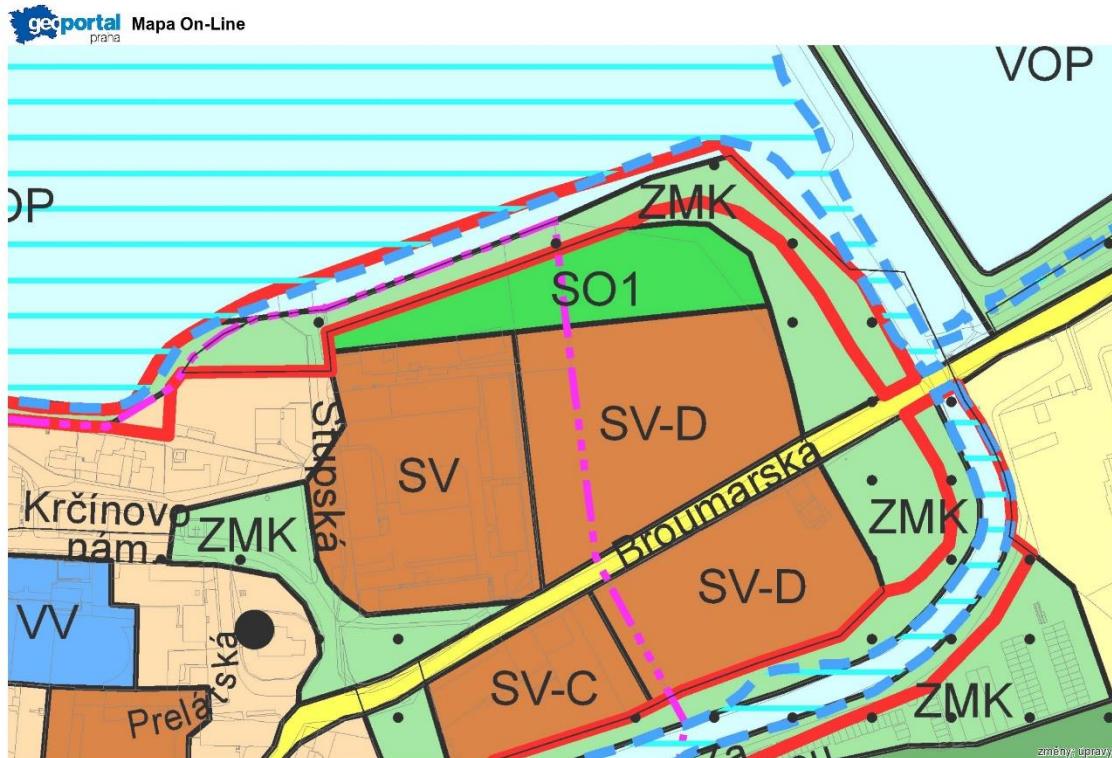 geoportal
praha
Mapa On-Line
VOP
OP
ZMK
SO1
SV-D
SV
Stupská
Broumarská
Krčínovo
nám.
ZMK
ZMK
SV-D
VV
Prelátská
SV-C
ZMK
Za
změny; úpravy